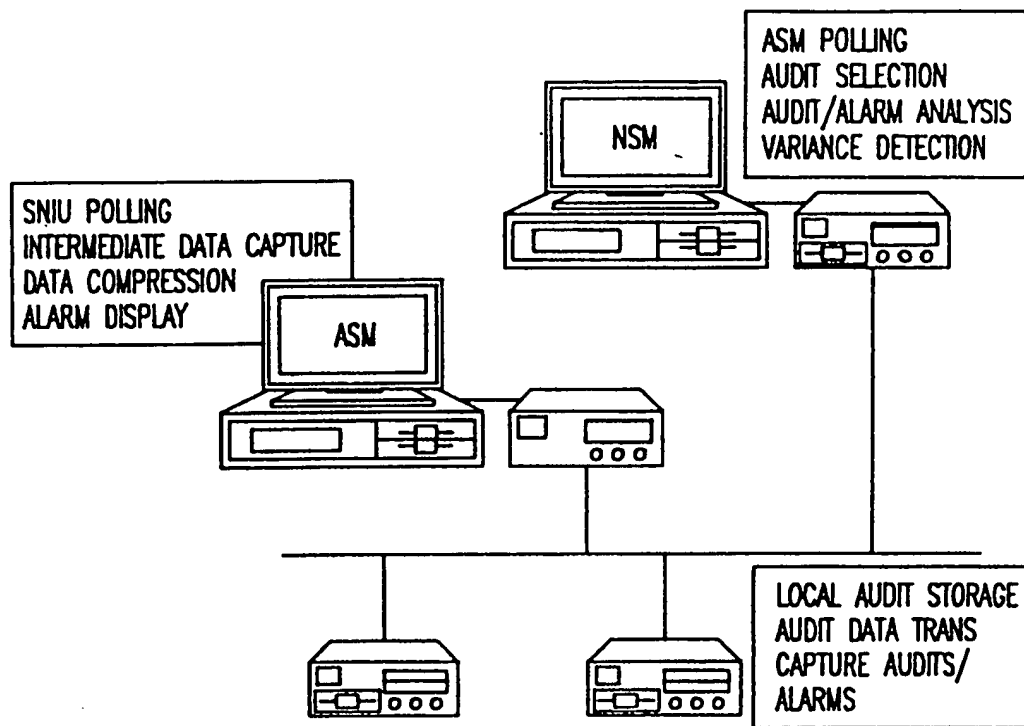 ASM POLLING
AUDIT SELECTION
AUDIT/ALARM ANALYSIS
VARIANCE DETECTION
NSM
SNIU POLLING
INTERMEDIATE DATA CAPTURE
DATA COMPRESSION
ALARM DISPLAY
ASM
LOCAL AUDIT STORAGE
AUDIT DATA TRANS
CAPTURE AUDITS/
ALARMS